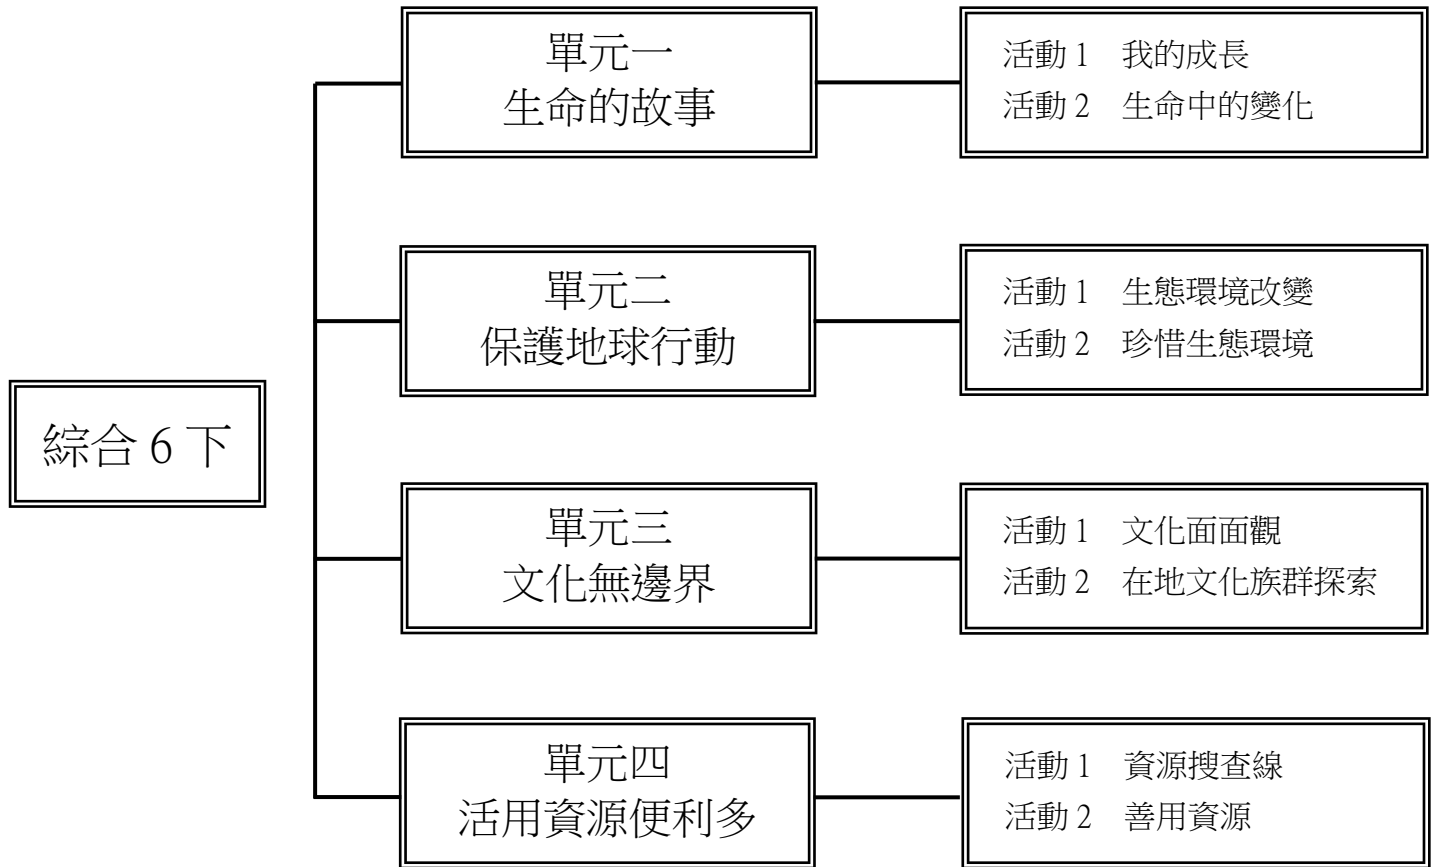 綜合 6 下
單元一
生命的故事
活動 1 我的成長
活動 2 生命中的變化
單元二
保護地球行動
活動 1 生態環境改變
活動 2 珍惜生態環境
單元三
文化無邊界
活動 1 文化面面觀
活動 2 在地文化族群探索
單元四
活用資源便利多
活動 1 資源搜查線
活動 2 善用資源